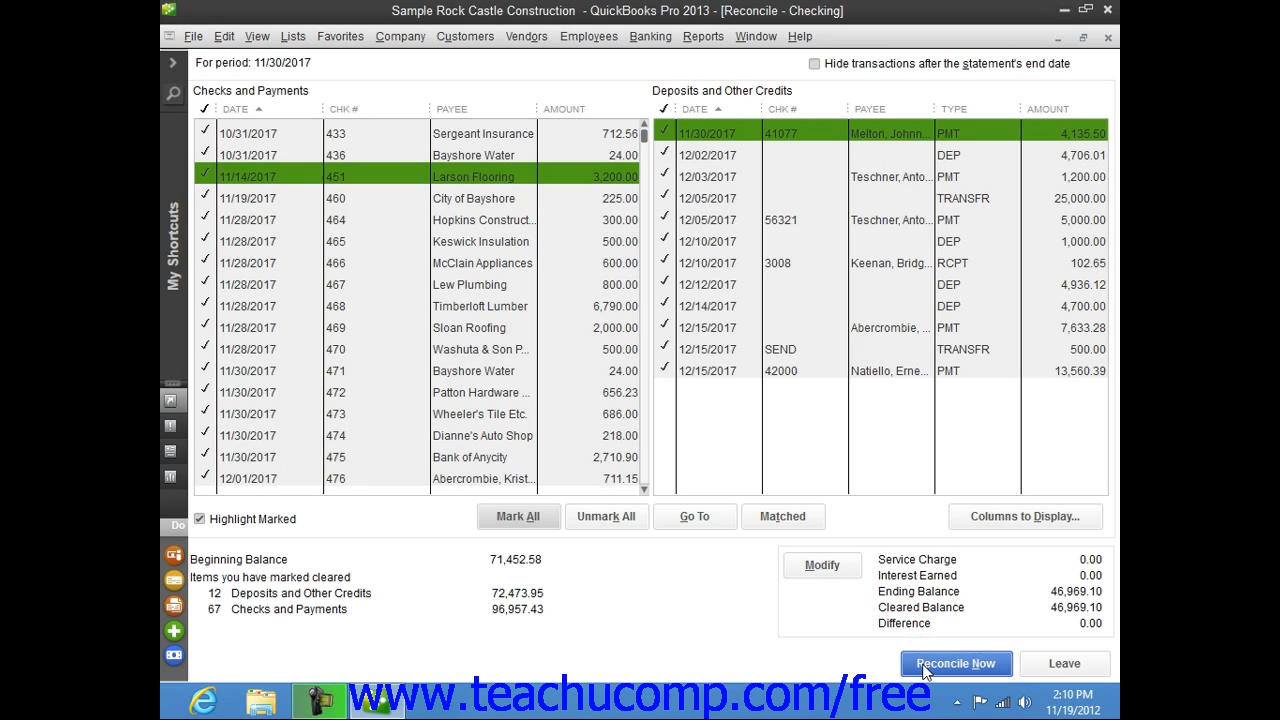 Sample Rock Castle Construction - QuickBooks Pro 2013 - [Reconcile - Checking]
File Edit View Lists Favorites Company Customers Vendors Employees Banking Reports Window Help
For period: 11/30/2017
Hide transactions after the statement's end date
My Shortcuts
Do
Checks and Payments
✓ DATE CHK # PAYEE AMOUNT
10/31/2017 433 Sergeant Insurance 712.56
10/31/2017 436 Bayshore Water 24.00
11/14/2017 451 Larson Flooring 3,200.00
11/19/2017 460 City of Bayshore 225.00
11/28/2017 464 Hopkins Construct... 300.00
11/28/2017 465 Keswick Insulation 500.00
11/28/2017 466 McClain Appliances 600.00
11/28/2017 467 Lew Plumbing 800.00
11/28/2017 468 Timberloft Lumber 6,790.00
11/28/2017 469 Sloan Roofing 2,000.00
11/28/2017 470 Washuta & Son P... 500.00
11/30/2017 471 Bayshore Water 24.00
11/30/2017 472 Patton Hardware ... 656.23
11/30/2017 473 Wheeler's Tile Etc. 686.00
11/30/2017 474 Dianne's Auto Shop 218.00
11/30/2017 475 Bank of Anycity 2,710.90
12/01/2017 476 Abercrombie, Krist... 711.15
Deposits and Other Credits
✓ DATE CHK # PAYEE TYPE AMOUNT
11/30/2017 41077 Melton, Johnn... PMT 4,135.50
12/02/2017 DEP 4,706.01
12/03/2017 Teschner, Anto... PMT 1,200.00
12/05/2017 TRANSFR 25,000.00
12/05/2017 56321 Teschner, Anto... PMT 5,000.00
12/10/2017 DEP 1,000.00
12/10/2017 3008 Keenan, Bridg... RCPT 102.65
12/12/2017 DEP 4,936.12
12/14/2017 DEP 4,700.00
12/15/2017 Abercrombie, ... PMT 7,633.28
12/15/2017 SEND TRANSFR 500.00
12/15/2017 42000 Natiello, Erne... PMT 13,560.39
Highlight Marked Mark All Unmark All Go To Matched Columns to Display...
Beginning Balance 71,452.58
Items you have marked cleared
12 Deposits and Other Credits 72,473.95
67 Checks and Payments 96,957.43
Modify
Service Charge 0.00
Interest Earned 0.00
Ending Balance 46,969.10
Cleared Balance 46,969.10
Difference 0.00
Reconcile Now Leave
www.teachucomp.com/free
2:10 PM
11/19/2012